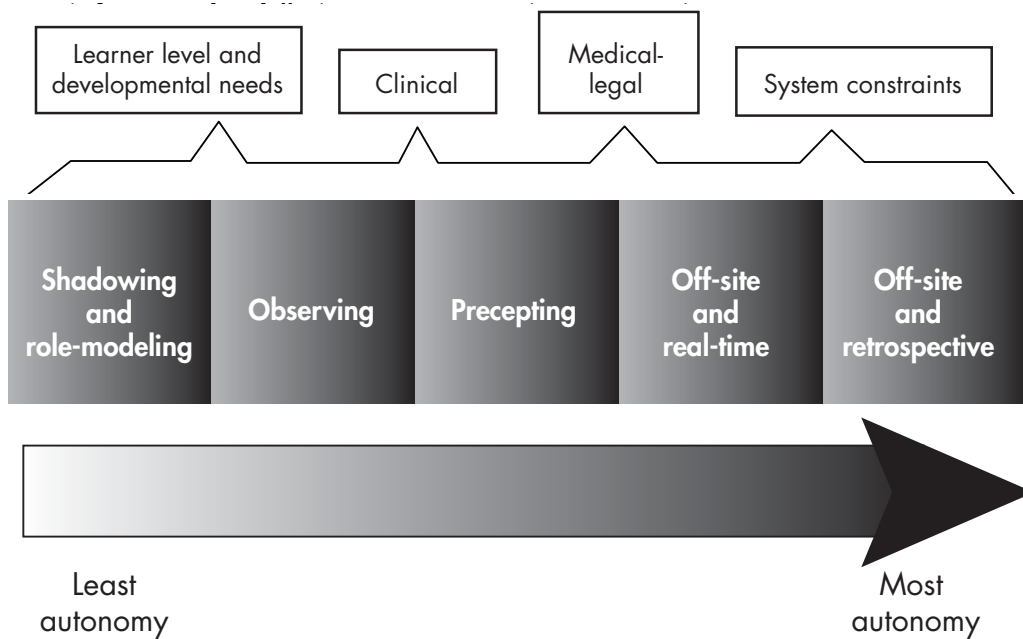 Learner level and
developmental needs
Clinical
Medical-
legal
System constraints
Shadowing
and
role-modeling
Observing
Precepting
Off-site
and
real-time
Off-site
and
retrospective
Least
autonomy
Most
autonomy